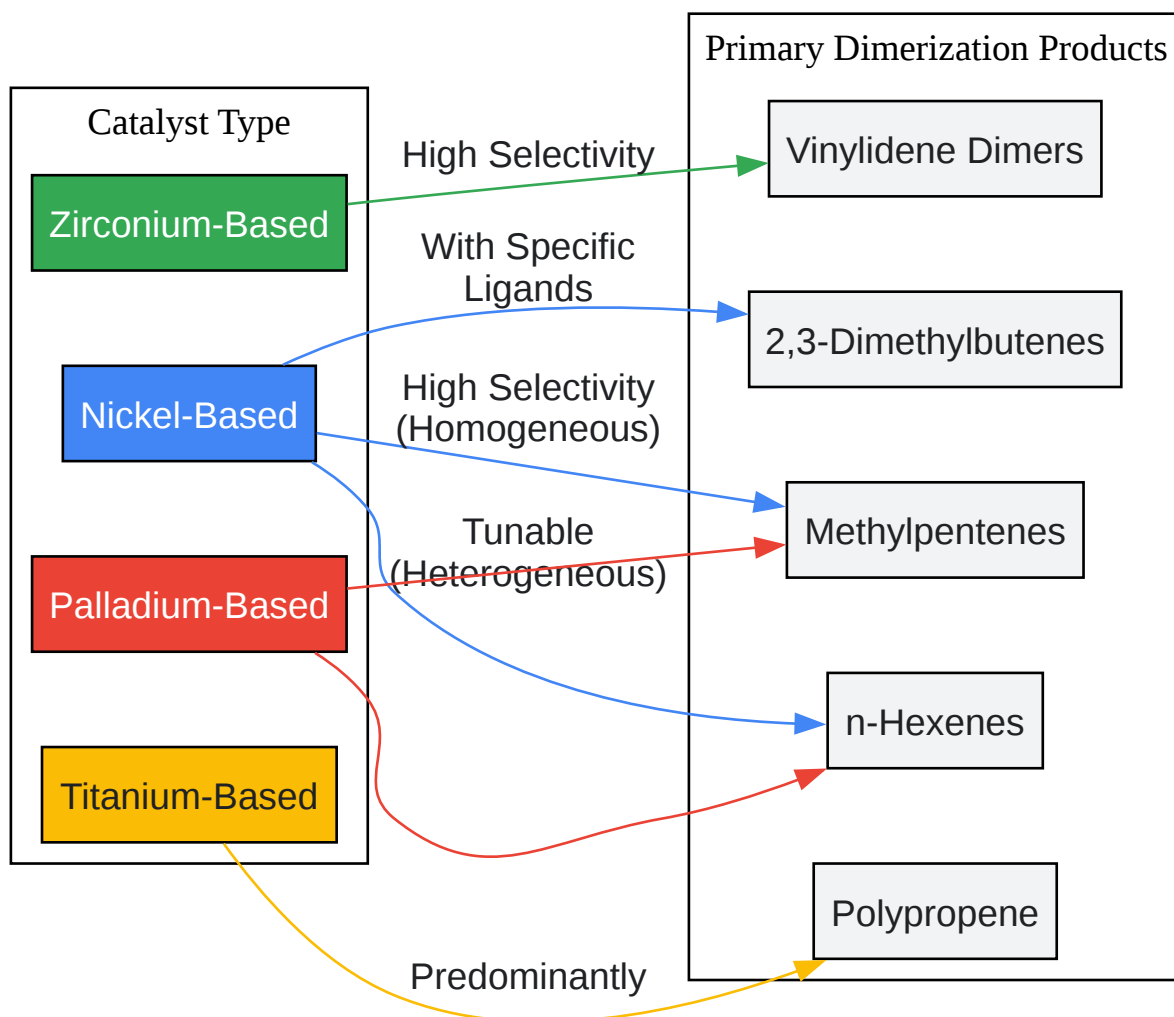 Primary Dimerization Products
Catalyst Type
Vinylidene Dimers
High Selectivity
Zirconium-Based
With Specific
Ligands
2,3-Dimethylbutenes
High Selectivity
(Homogeneous)
Nickel-Based
Methylpentenes
Tunable
(Heterogeneous)
Palladium-Based
n-Hexenes
Titanium-Based
Polypropene
Predominantly